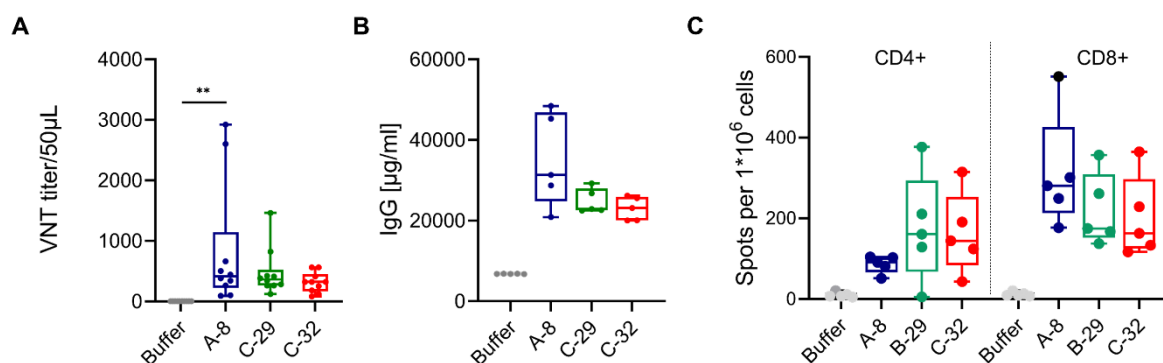 A
VNT titer/50µL
4000
3000
2000
1000
0
**
Buffer
A-8
C-29
C-32
B
IgG [µg/ml]
60000
40000
20000
0
Buffer
A-8
C-29
C-32
C
Spots per 1*10⁶ cells
600
400
200
0
CD4+
CD8+
Buffer
A-8
B-29
C-32
Buffer
A-8
B-29
C-32